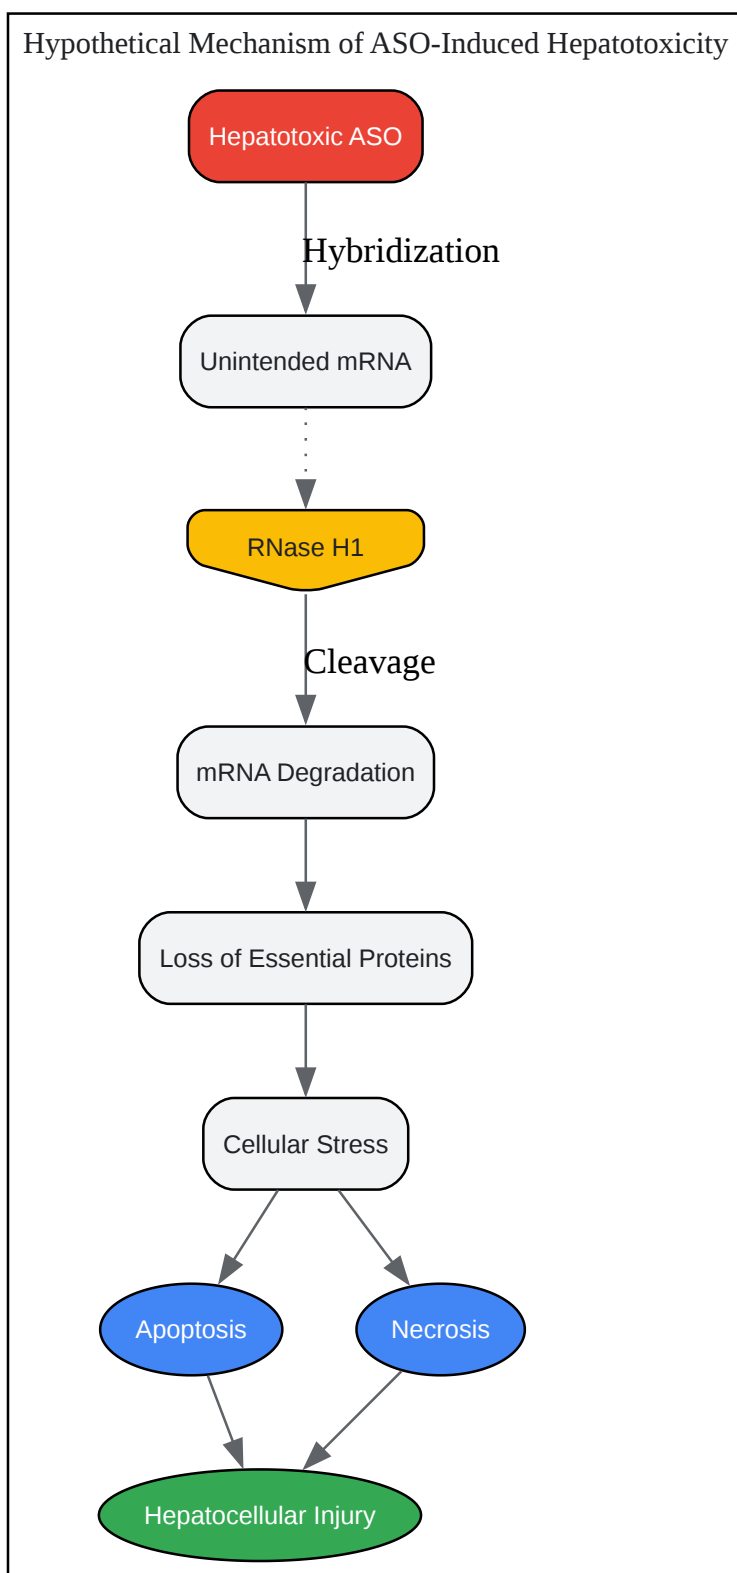 Hypothetical Mechanism of ASO-Induced Hepatotoxicity
Hepatotoxic ASO
Hybridization
Unintended mRNA
RNase H1
Cleavage
mRNA Degradation
Loss of Essential Proteins
Cellular Stress
Apoptosis
Necrosis
Hepatocellular Injury